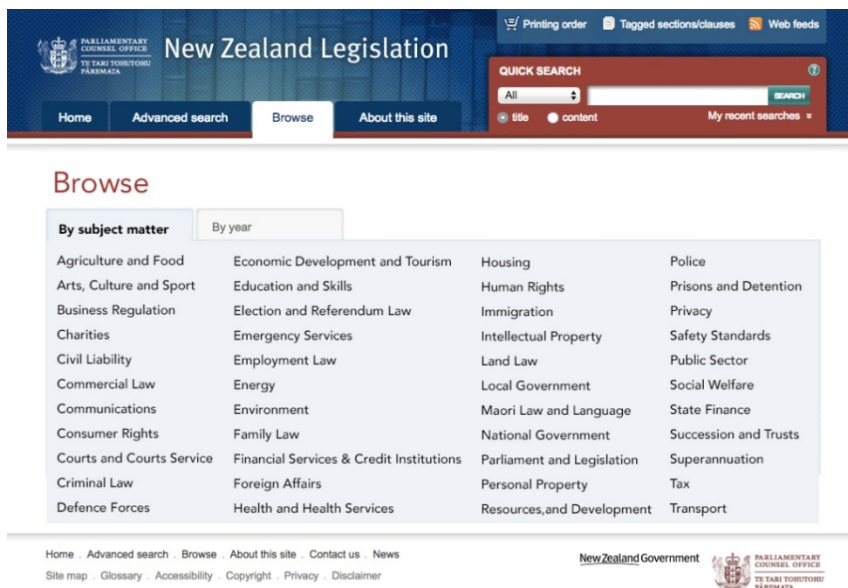 Printing order
Tagged sections/clauses
Web feeds
PARLIAMENTARY
COUNSEL OFFICE
TE TARI TOHUTOHU
PĀREMATA
New Zealand Legislation
QUICK SEARCH
?
All
SEARCH
title
content
My recent searches
Home
Advanced search
Browse
About this site
Browse
By subject matter
By year
Agriculture and Food
Arts, Culture and Sport
Business Regulation
Charities
Civil Liability
Commercial Law
Communications
Consumer Rights
Courts and Courts Service
Criminal Law
Defence Forces
Economic Development and Tourism
Education and Skills
Election and Referendum Law
Emergency Services
Employment Law
Energy
Environment
Family Law
Financial Services & Credit Institutions
Foreign Affairs
Health and Health Services
Housing
Human Rights
Immigration
Intellectual Property
Land Law
Local Government
Maori Law and Language
National Government
Parliament and Legislation
Personal Property
Resources,and Development
Police
Prisons and Detention
Privacy
Safety Standards
Public Sector
Social Welfare
State Finance
Succession and Trusts
Superannuation
Tax
Transport
Home . Advanced search . Browse . About this site . Contact us . News
Site map . Glossary . Accessibility . Copyright . Privacy . Disclaimer
New Zealand Government
PARLIAMENTARY
COUNSEL OFFICE
TE TARI TOHUTOHU
PĀREMATA